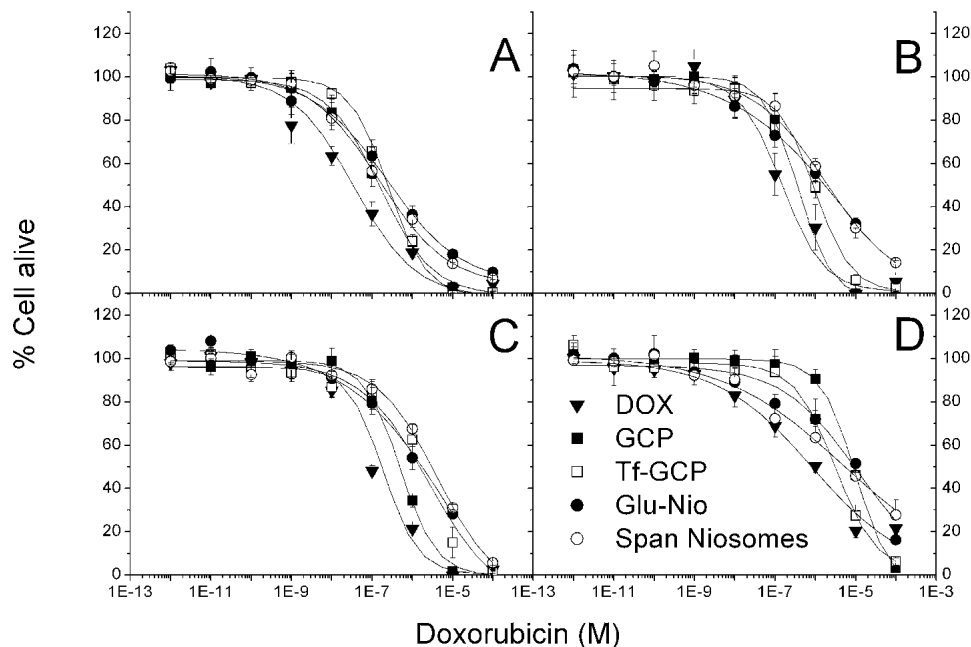 A
B
120
100
80
60
40
20
0
120
100
80
60
40
20
0
C
D
120
100
80
60
40
20
0
120
100
80
60
40
20
0
DOX
GCP
Tf-GCP
Glu-Nio
Span Niosomes
1E-13 1E-11 1E-9 1E-7 1E-5
1E-13 1E-11 1E-9 1E-7 1E-5 1E-3
% Cell alive
Doxorubicin (M)